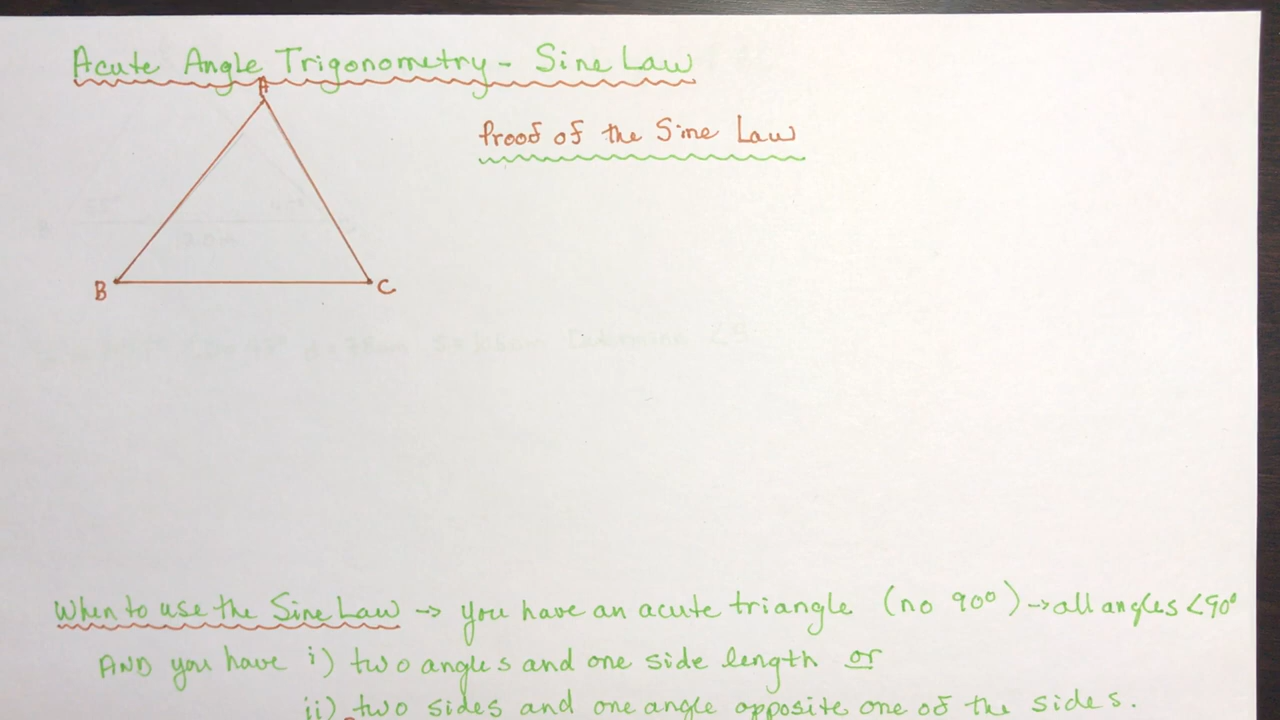 Acute Angle Trigonometry - Sine Law
A
Proof of the Sine Law
B
C
When to use the Sine Law → you have an acute triangle (no 90°) → all angles <90°
AND you have i) two angles and one side length or
ii) two sides and one angle opposite one of the sides.